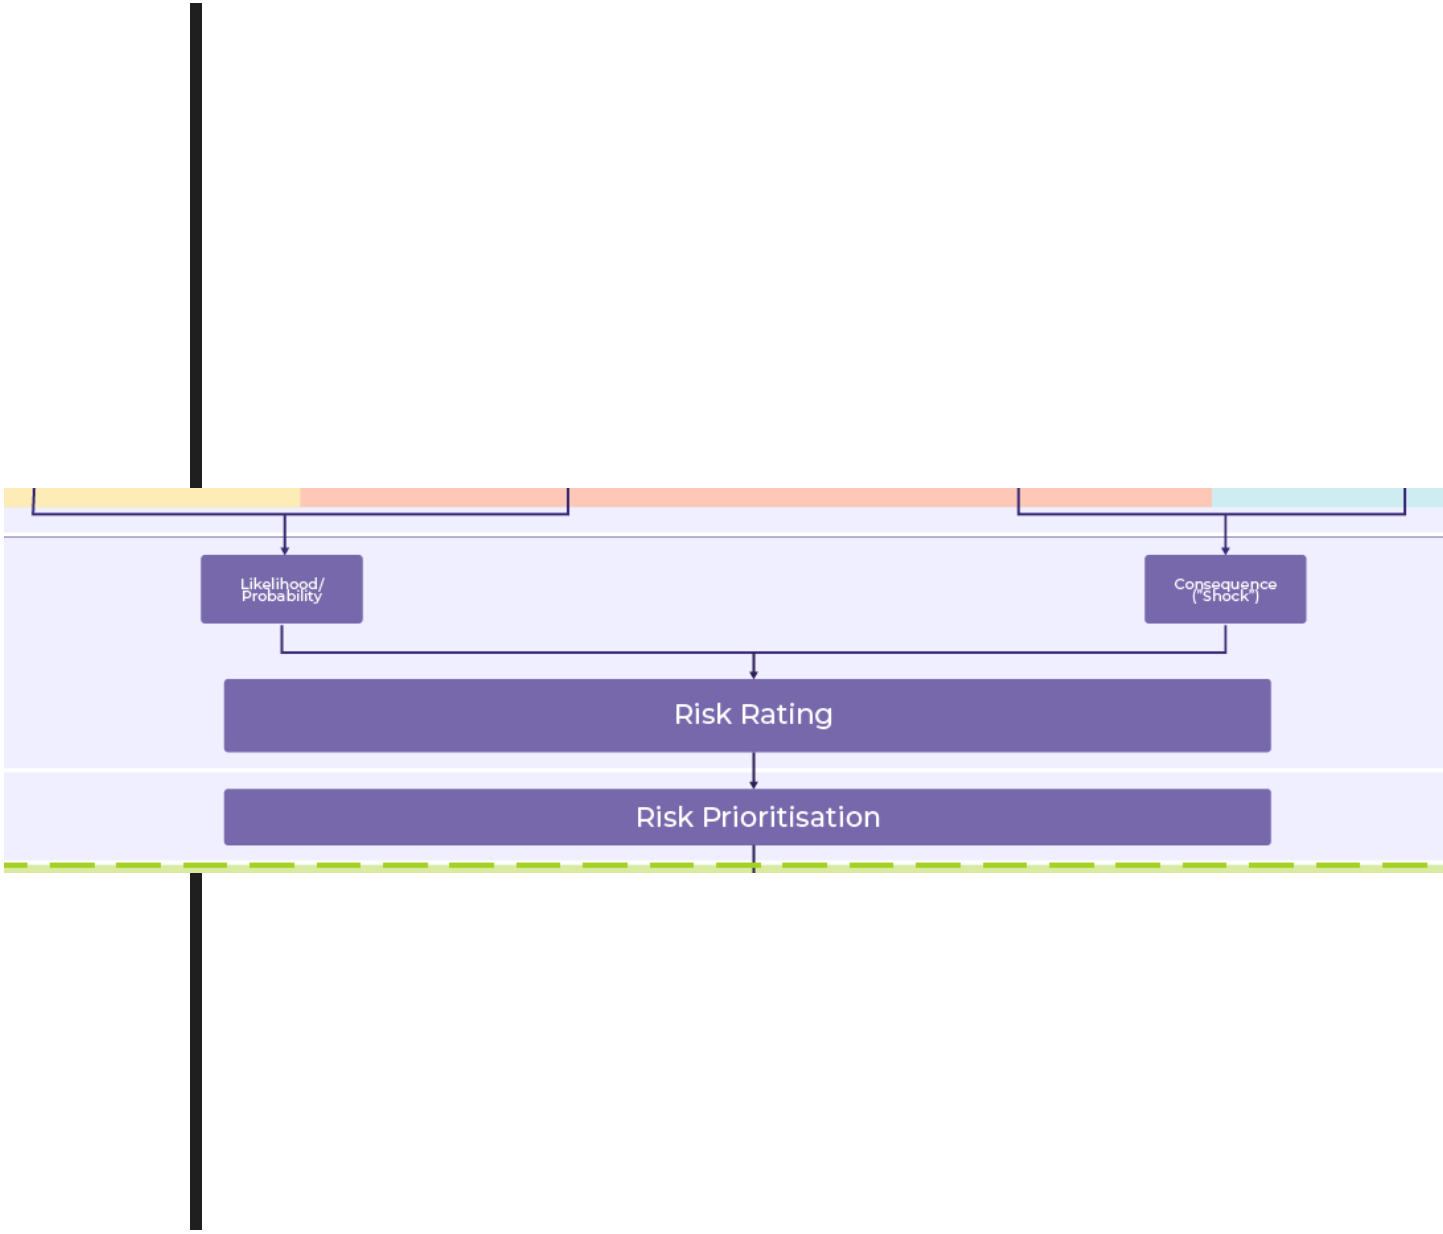 Likelihood/
Probability
Consequence
("Shock")
Risk Rating
Risk Prioritisation